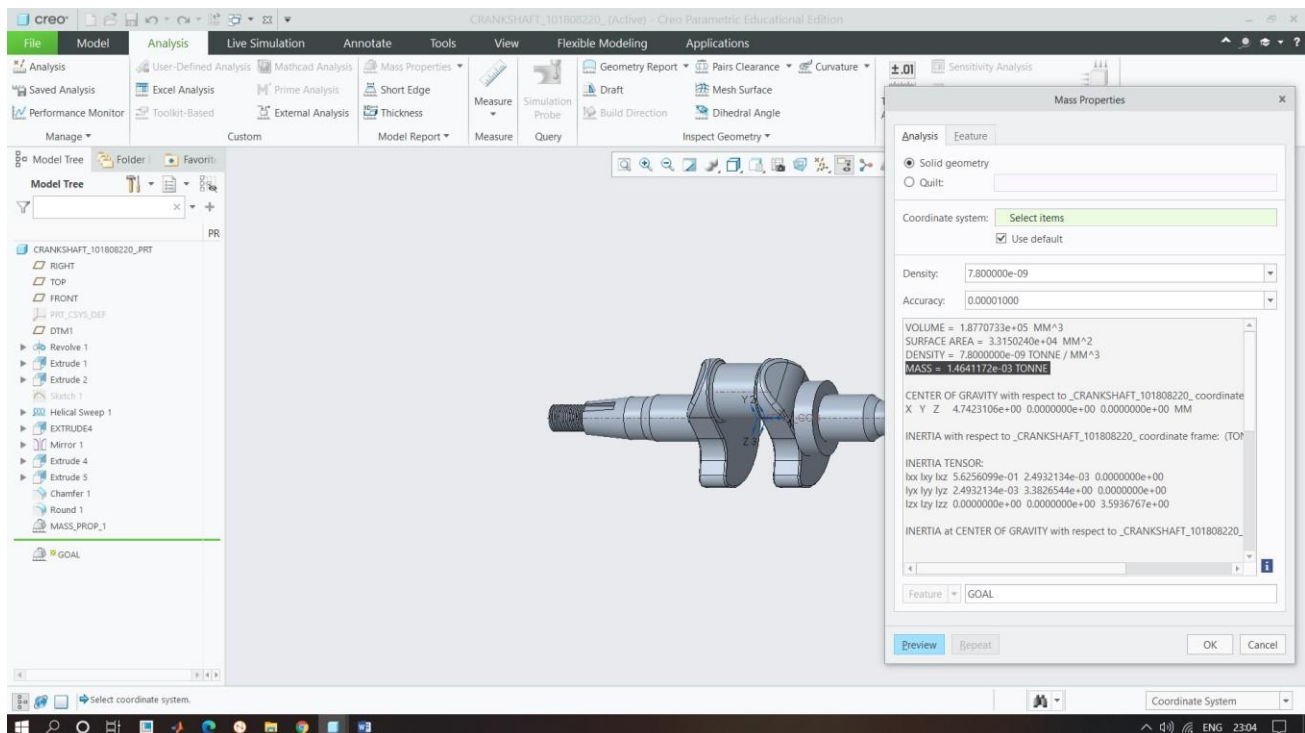 creo®
CRANKSHAFT_101808220_ (Active) - Creo Parametric Educational Edition
File Model Analysis Live Simulation Annotate Tools View Flexible Modeling Applications
Analysis
Saved Analysis
Performance Monitor
Manage
User-Defined Analysis Mathcad Analysis
Excel Analysis Prime Analysis
Toolkit-Based External Analysis
Custom
Mass Properties
Short Edge
Thickness
Model Report
Measure
Measure
Simulation Probe
Query
Geometry Report Pairs Clearance Curvature
Draft Mesh Surface
Build Direction Dihedral Angle
Inspect Geometry
±.01
Sensitivity Analysis
Model Tree Folder Favorit
Model Tree
PR
CRANKSHAFT_101808220_.PRT
RIGHT
TOP
FRONT
PRT_CSYS_DEF
DTM1
Revolve 1
Extrude 1
Extrude 2
Sketch 1
Helical Sweep 1
EXTRUDE4
Mirror 1
Extrude 4
Extrude 5
Chamfer 1
Round 1
MASS_PROP_1
GOAL
Mass Properties
Analysis Feature
Solid geometry
Quilt:
Coordinate system: Select items
Use default
Density: 7.800000e-09
Accuracy: 0.00001000
VOLUME = 1.8770733e+05 MM^3
SURFACE AREA = 3.3150240e+04 MM^2
DENSITY = 7.8000000e-09 TONNE / MM^3
MASS = 1.4641172e-03 TONNE
CENTER OF GRAVITY with respect to _CRANKSHAFT_101808220_ coordinate
X Y Z 4.7423106e+00 0.0000000e+00 0.0000000e+00 MM
INERTIA with respect to _CRANKSHAFT_101808220_ coordinate frame: (TON
INERTIA TENSOR:
Ixx Ixy Ixz 5.6256099e-01 2.4932134e-03 0.0000000e+00
Iyx Iyy Iyz 2.4932134e-03 3.3826544e+00 0.0000000e+00
Izx Izy Izz 0.0000000e+00 0.0000000e+00 3.5936767e+00
INERTIA at CENTER OF GRAVITY with respect to _CRANKSHAFT_101808220_
Feature GOAL
Preview Repeat OK Cancel
Select coordinate system.
Coordinate System
ENG 23:04